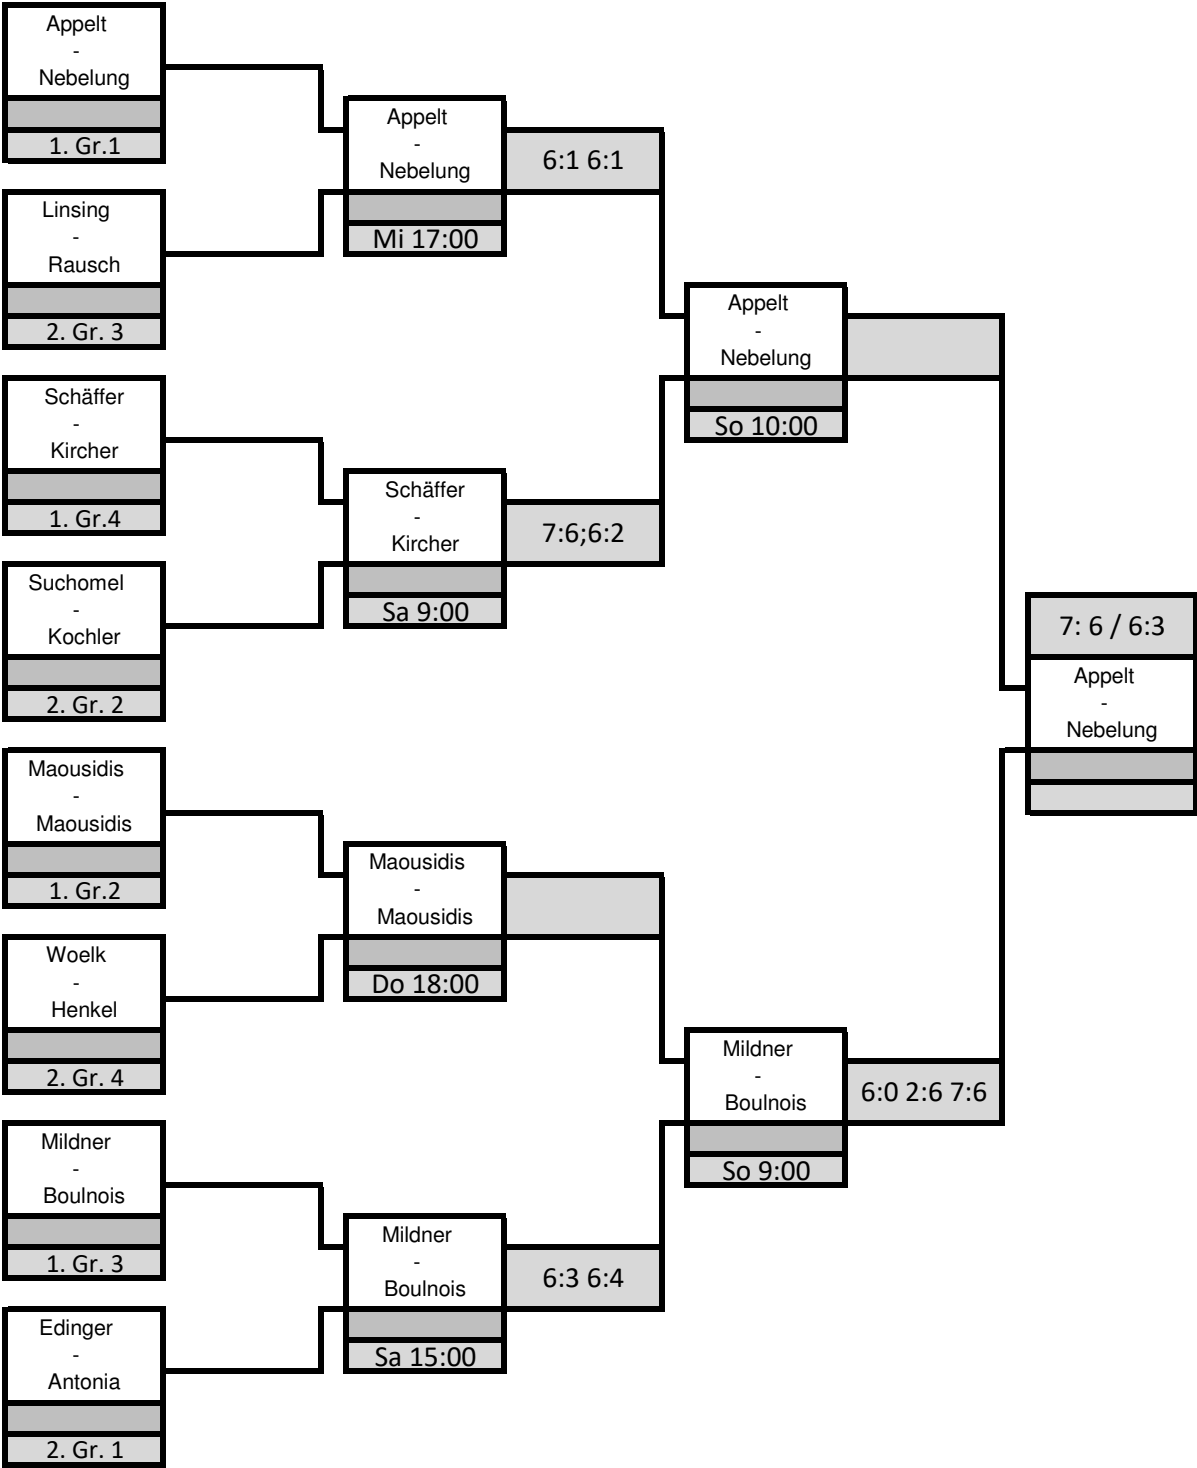 Appelt
-
Nebelung
1. Gr.1
Linsing
-
Rausch
2. Gr. 3
Schäffer
-
Kircher
1. Gr.4
Suchomel
-
Kochler
2. Gr. 2
Maousidis
-
Maousidis
1. Gr.2
Woelk
-
Henkel
2. Gr. 4
Mildner
-
Boulnois
1. Gr. 3
Edinger
-
Antonia
2. Gr. 1
Appelt
-
Nebelung
Mi 17:00
6:1 6:1
Schäffer
-
Kircher
Sa 9:00
7:6;6:2
Maousidis
-
Maousidis
Do 18:00
Mildner
-
Boulnois
Sa 15:00
6:3 6:4
Appelt
-
Nebelung
So 10:00
Mildner
-
Boulnois
So 9:00
6:0 2:6 7:6
7: 6 / 6:3
Appelt
-
Nebelung